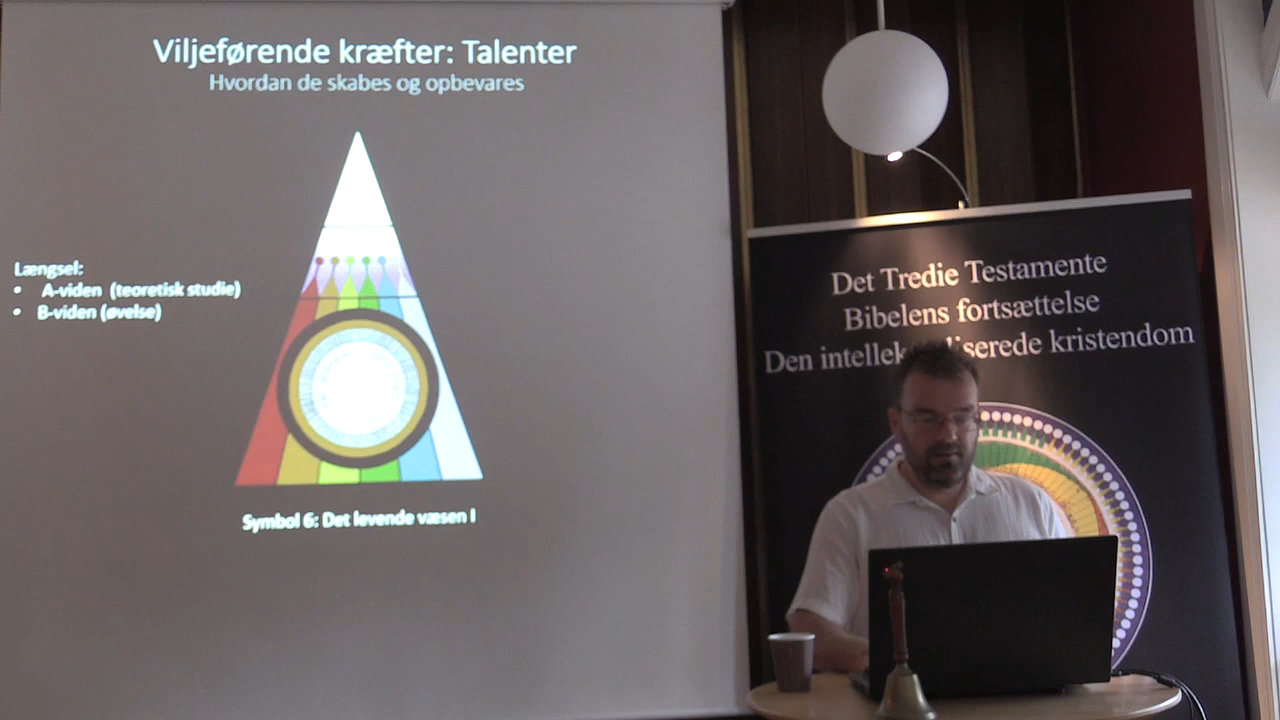 Viljeførende kræfter: Talenter
Hvordan de skabes og opbevares
Længsel:
• A-viden (teoretisk studie)
• B-viden (øvelse)
Symbol 6: Det levende væsen I
Det Tredie Testamente
Bibelens fortsættelse
Den kristendom